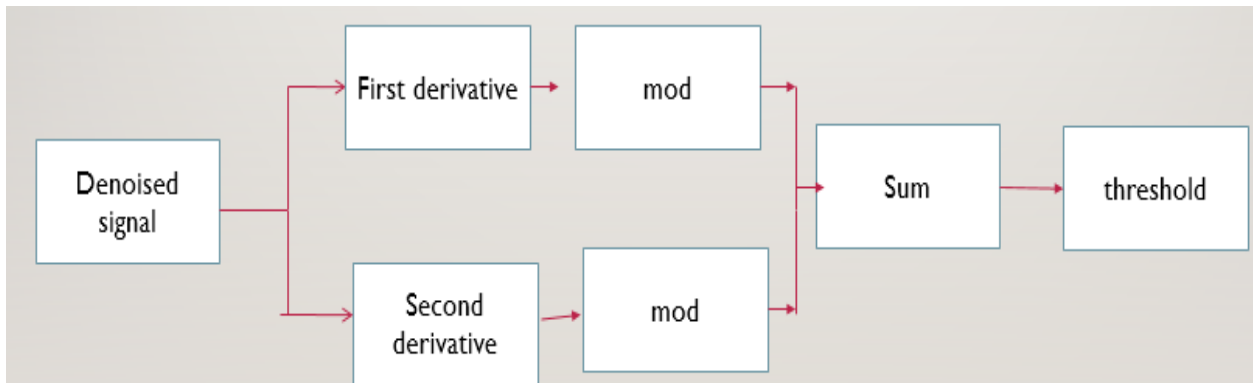 First derivative
mod
Denoised
signal
Sum
threshold
Second
derivative
mod